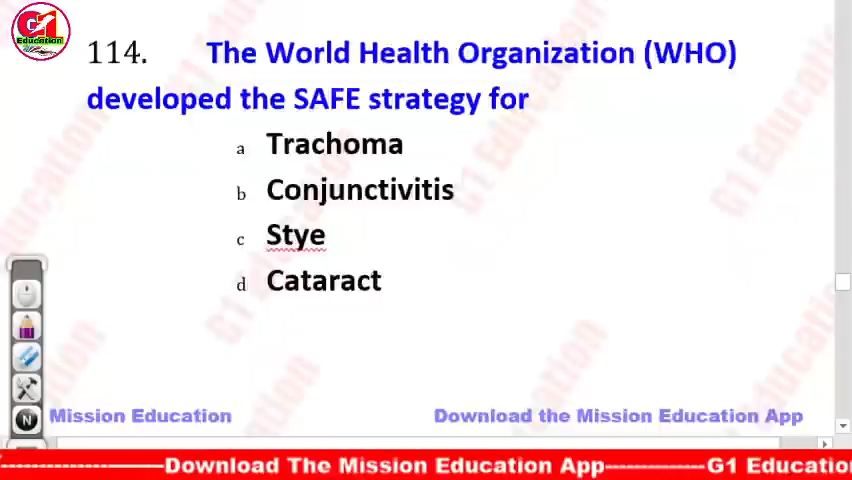 G1
Education
114. The World Health Organization (WHO)
developed the SAFE strategy for
a Trachoma
b Conjunctivitis
c Stye
d Cataract
N
Mission Education
Download the Mission Education App
Download The Mission Education App-----------G1 Education